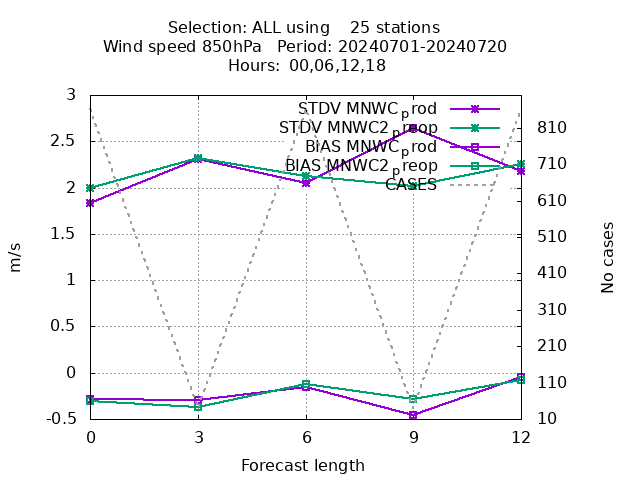 Selection: ALL using    25 stations
Wind speed 850hPa   Period: 20240701-20240720
Hours: 00,06,12,18
STDV MNWC_prod
STDV MNWC2_preop
BIAS MNWC_prod
BIAS MNWC2_preop
CASES
3
2.5
2
1.5
1
0.5
0
-0.5
m/s
810
710
610
510
410
310
210
110
10
No cases
0 3 6 9 12
Forecast length